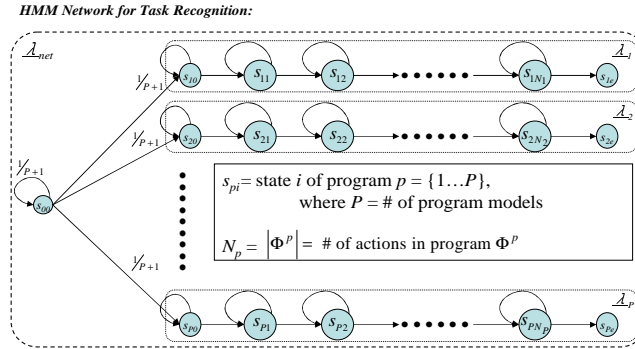 HMM Network for Task Recognition:
λnet
λ1
s10 s11 s12 s1N1 s1e
1/P+1
λ2
s20 s21 s22 s2N2 s2e
1/P+1
1/P+1
s00
spi= state i of program p = {1…P},
where P = # of program models
Np = |Φp| = # of actions in program Φp
1/P+1
λP
sP0 sP1 sP2 sPNP sPe